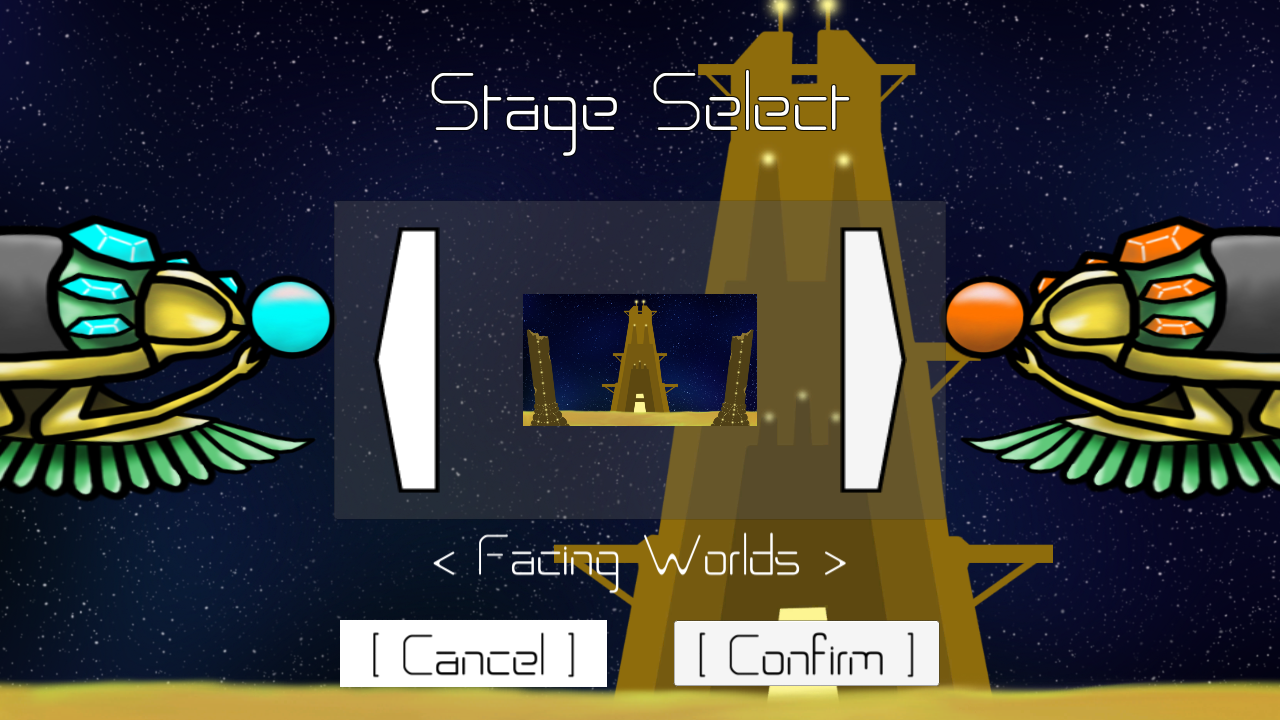 Stage Select
< Facing Worlds >
[ Cancel ] [ Confirm ]